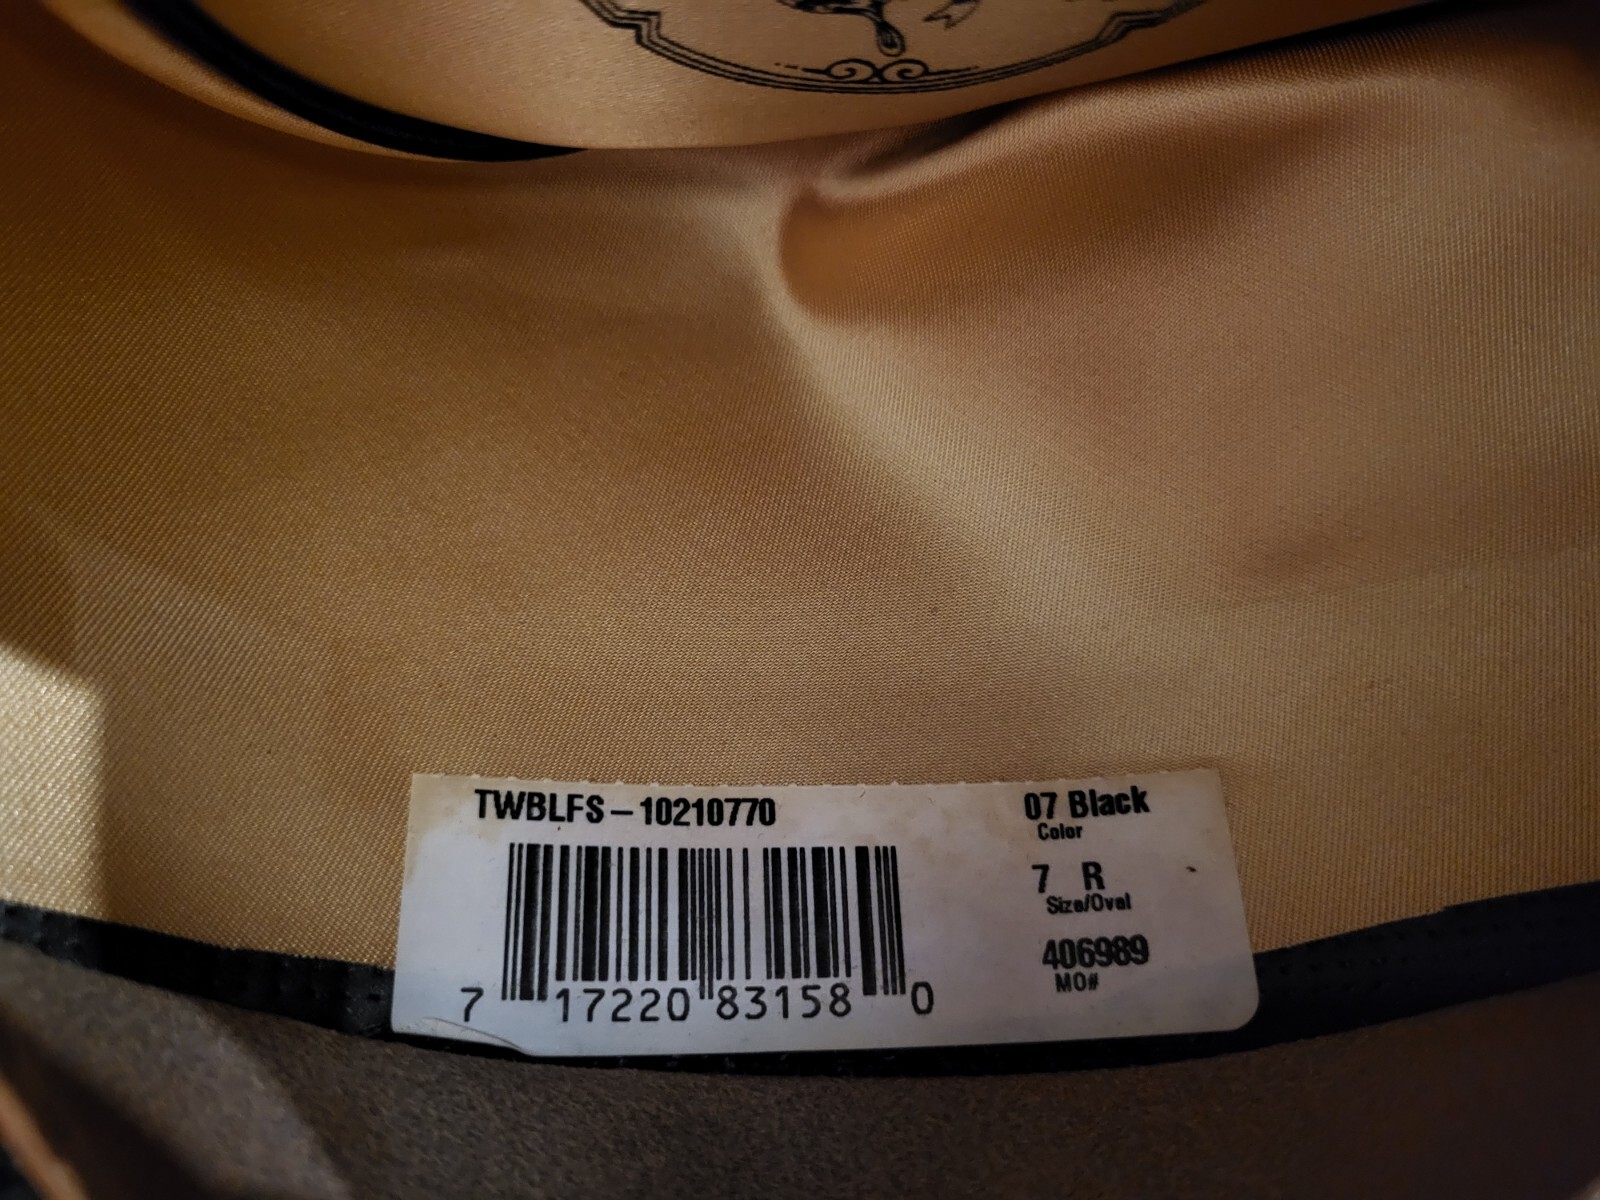 TWBLFS – 10210770
7 17220 83158 0
07 Black
Color
7 R
Size/Oval
406989
MO#